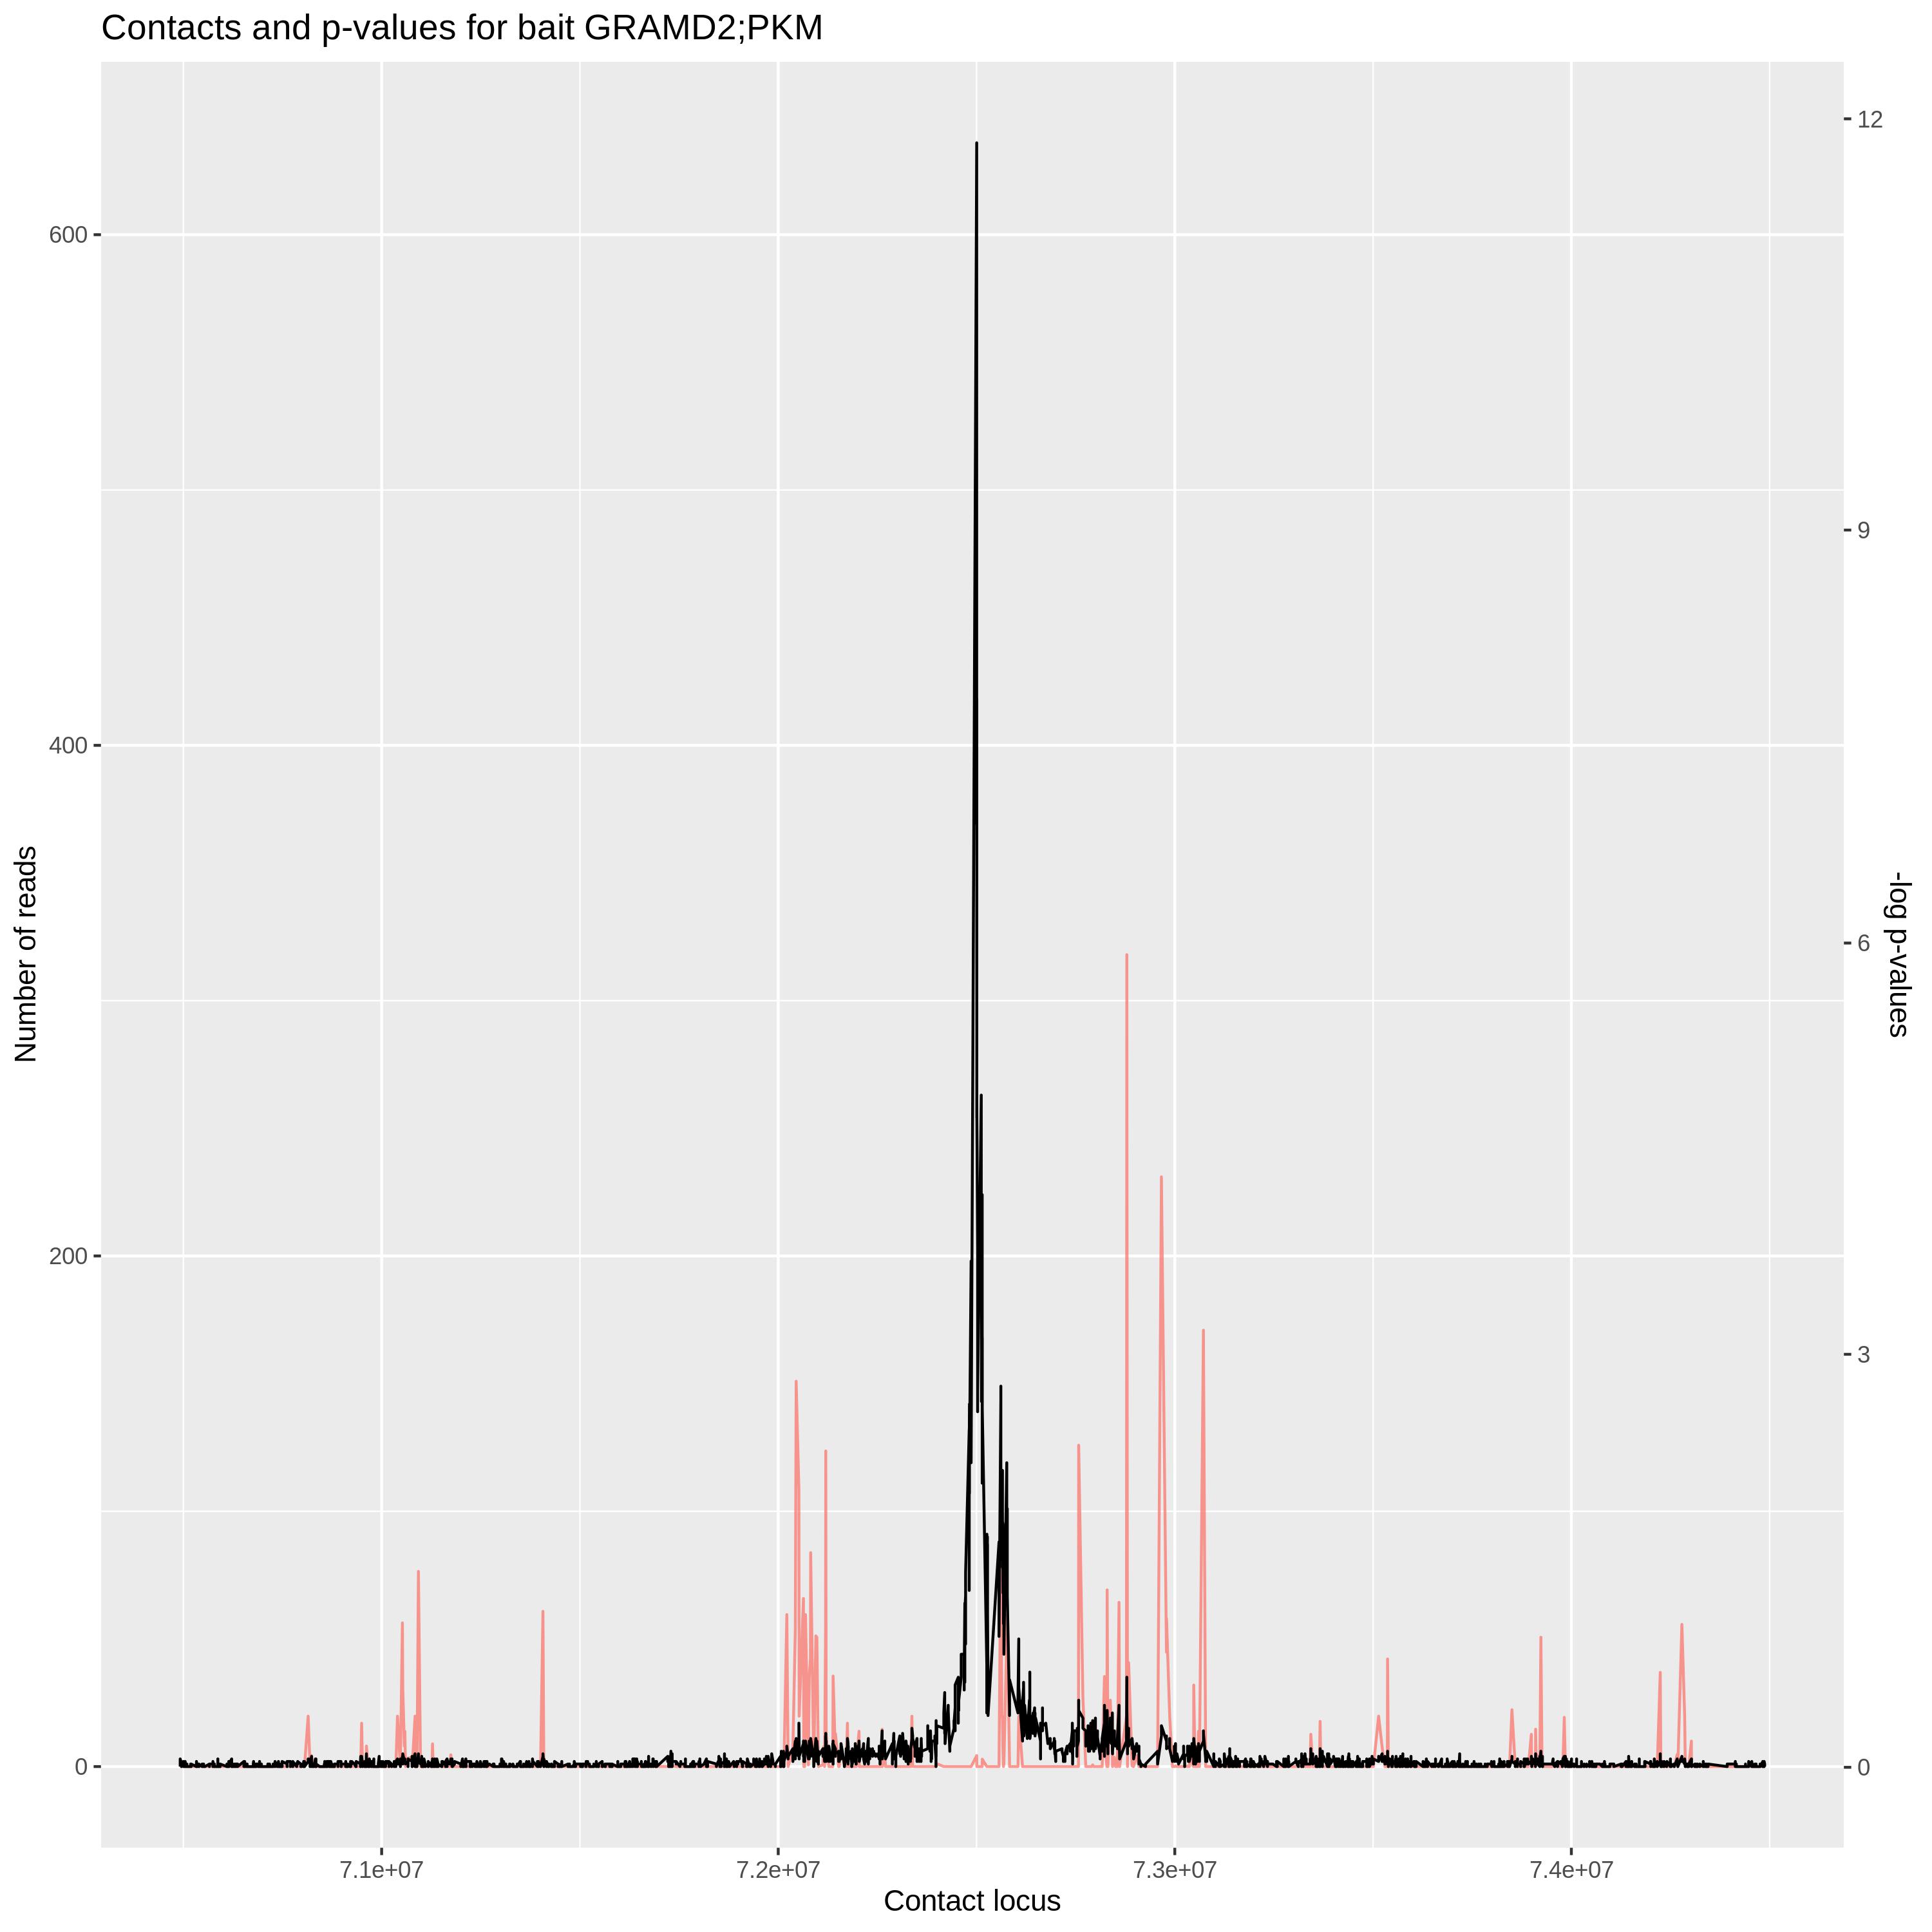 Contacts and p-values for bait GRAMD2;PKM
12
600
9
400
6
Number of reads
-log p-values
200
3
0
0
7.1e+07
7.2e+07
7.3e+07
7.4e+07
Contact locus